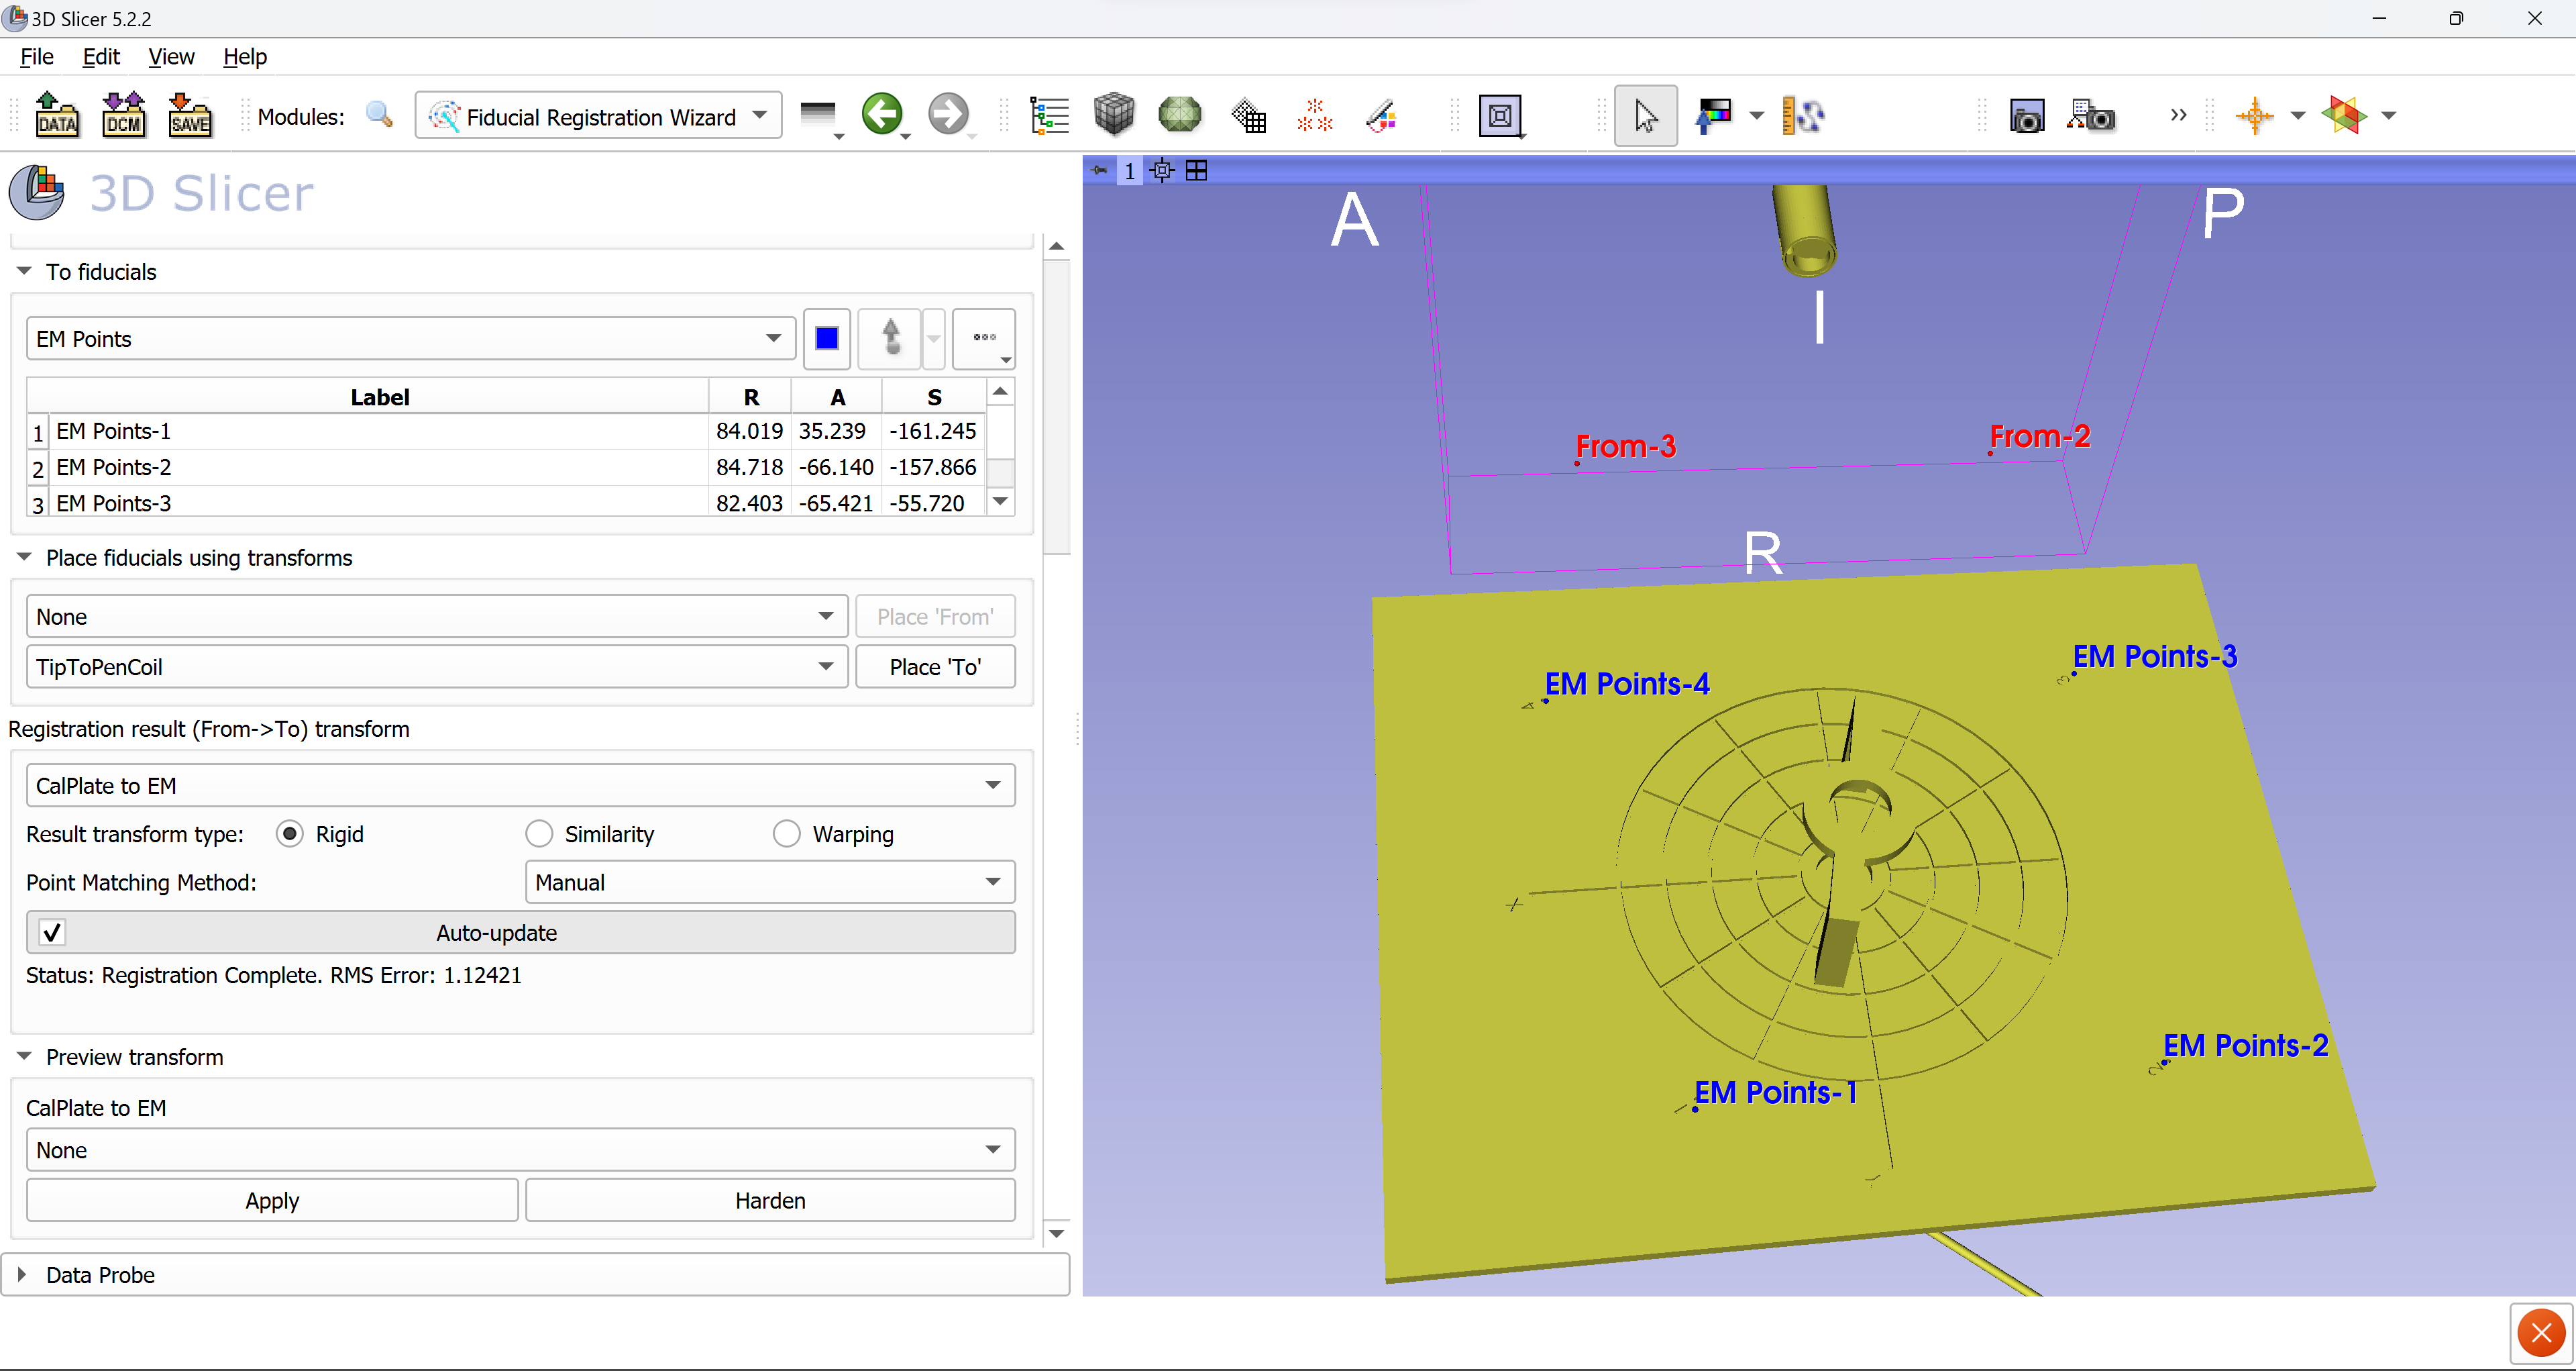 3D Slicer 5.2.2
File Edit View Help
DATA DCM SAVE Modules: Fiducial Registration Wizard
3D Slicer
1
To fiducials
EM Points
Label R A S
1 EM Points-1 84.019 35.239 -161.245
2 EM Points-2 84.718 -66.140 -157.866
3 EM Points-3 82.403 -65.421 -55.720
Place fiducials using transforms
None Place 'From'
TipToPenCoil Place 'To'
Registration result (From->To) transform
CalPlate to EM
Result transform type: Rigid Similarity Warping
Point Matching Method: Manual
Auto-update
Status: Registration Complete. RMS Error: 1.12421
Preview transform
CalPlate to EM
None
Apply Harden
Data Probe
A P
I
From-3 From-2
R
EM Points-3
3
EM Points-4
4
X
EM Points-2
2
EM Points-1
1